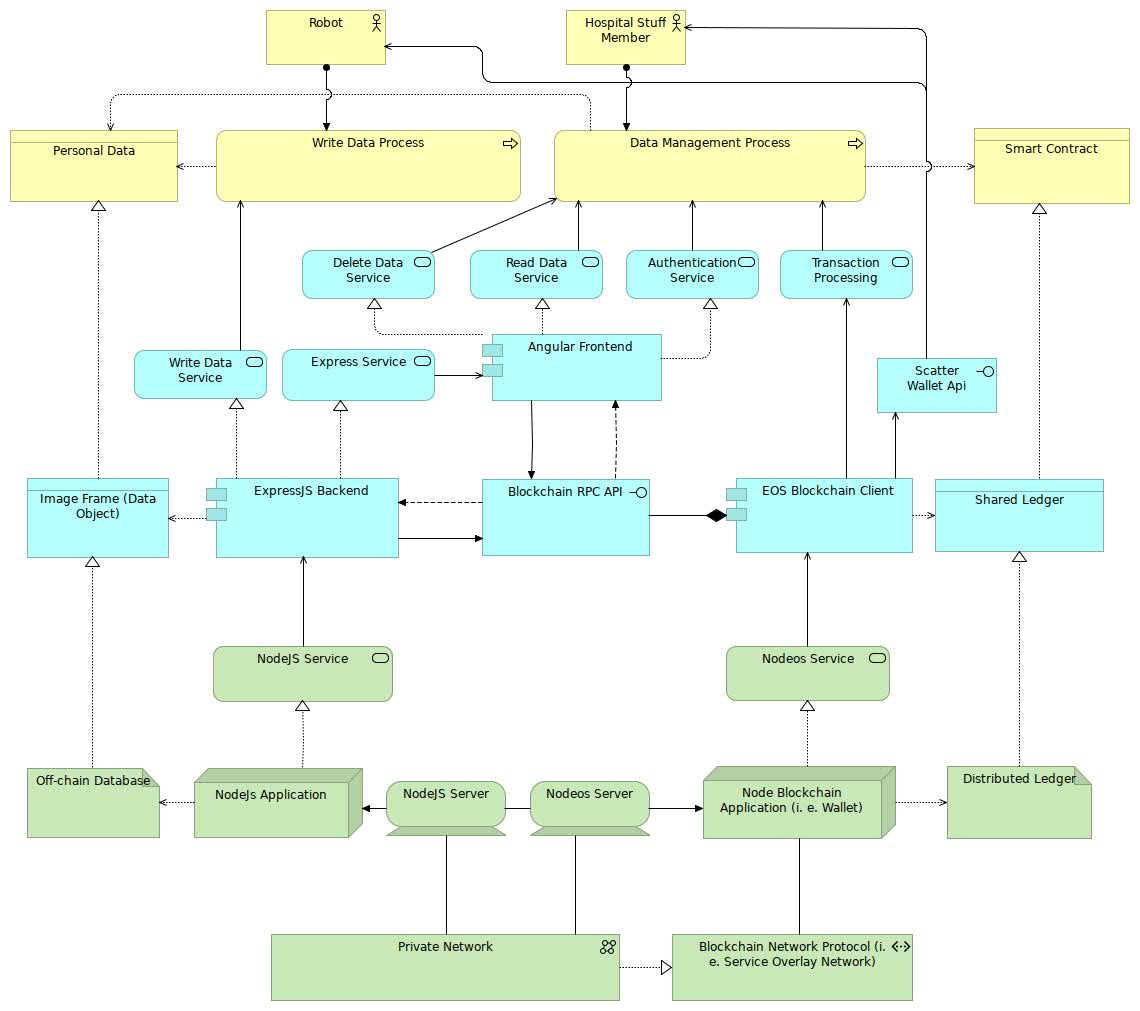 Robot
Hospital Stuff
Member
Personal Data
Write Data Process
Data Management Process
Smart Contract
Delete Data
Service
Read Data
Service
Authentication
Service
Transaction
Processing
Write Data
Service
Express Service
Angular Frontend
Scatter
Wallet Api
Image Frame (Data
Object)
ExpressJS Backend
Blockchain RPC API
EOS Blockchain Client
Shared Ledger
NodeJS Service
Nodeos Service
Off-chain Database
NodeJs Application
NodeJS Server
Nodeos Server
Node Blockchain
Application (i. e. Wallet)
Distributed Ledger
Private Network
Blockchain Network Protocol (i.
e. Service Overlay Network)